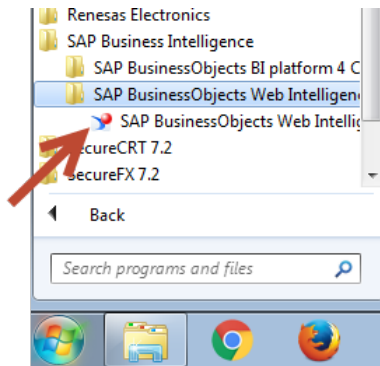 Renesas Electronics
SAP Business Intelligence
SAP BusinessObjects BI platform 4 C
SAP BusinessObjects Web Intelligen
SAP BusinessObjects Web Intellig
SecureCRT 7.2
SecureFX 7.2
Back
Search programs and files